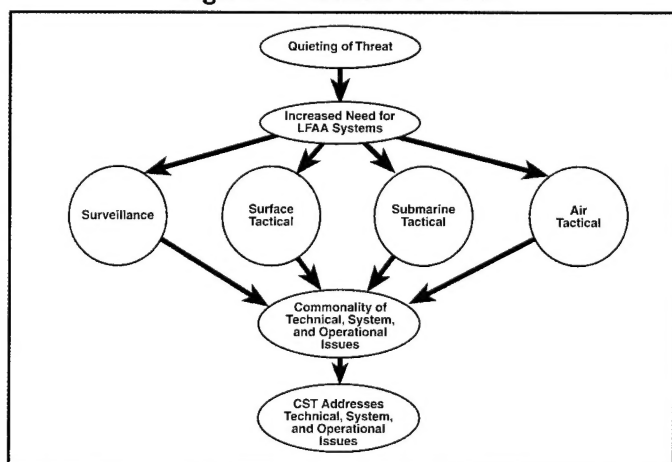 Quieting of Threat
Increased Need for
LFAA Systems
Surveillance
Surface
Tactical
Submarine
Tactical
Air
Tactical
Commonality of
Technical, System,
and Operational
Issues
CST Addresses
Technical, System,
and Operational
Issues